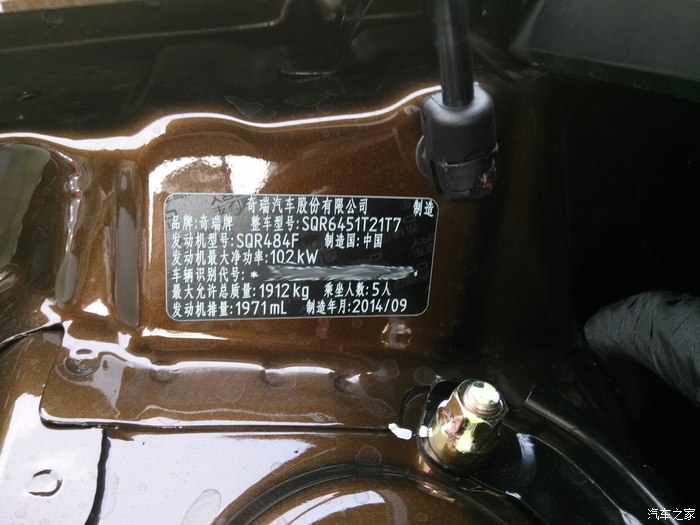 奇瑞汽车股份有限公司 制造
品牌:奇瑞牌 整车型号:SQR6451T21T7
发动机型号:SQR484F 制造国:中国
发动机最大净功率:102kW
车辆识别代号:*
最大允许总质量:1912kg 乘坐人数:5人
发动机排量:1971mL 制造年月:2014/09
汽车之家